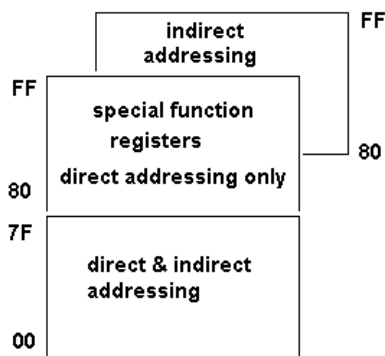 indirect
addressing
FF
FF
special function
registers
direct addressing only
80
80
7F
direct & indirect
addressing
00